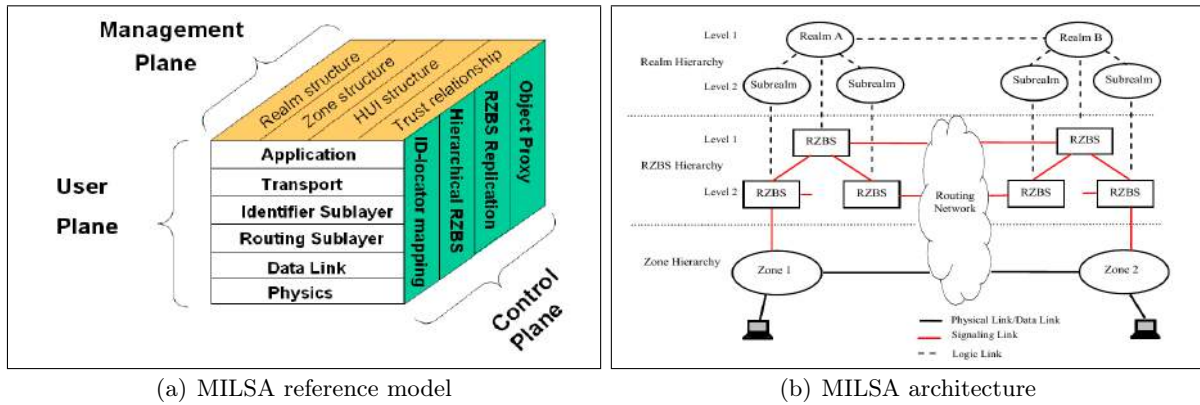 Management
Plane
Realm structure
Zone structure
HUI structure
Trust relationship
User
Plane
Application
Transport
Identifier Sublayer
Routing Sublayer
Data Link
Physics
ID-locator mapping
Hierarchical RZBS
RZBS Replication
Object Proxy
Control
Plane
(a) MILSA reference model
Level 1
Realm A
Realm B
Realm Hierarchy
Level 2
Subrealm
Subrealm
Subrealm
Subrealm
Level 1
RZBS
RZBS
RZBS Hierarchy
Level 2
RZBS
RZBS
Routing
Network
RZBS
RZBS
Zone Hierarchy
Zone 1
Zone 2
Physical Link/Data Link
Signaling Link
Logic Link
(b) MILSA architecture